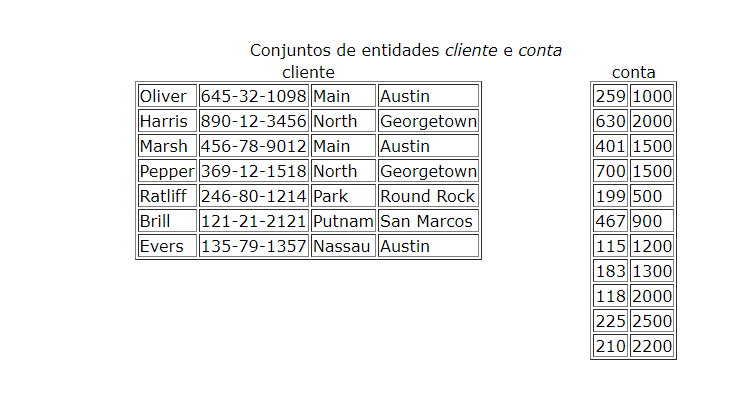 Conjuntos de entidades cliente e conta
cliente
Oliver 645-32-1098 Main Austin
Harris 890-12-3456 North Georgetown
Marsh 456-78-9012 Main Austin
Pepper 369-12-1518 North Georgetown
Ratliff 246-80-1214 Park Round Rock
Brill 121-21-2121 Putnam San Marcos
Evers 135-79-1357 Nassau Austin
conta
259 1000
630 2000
401 1500
700 1500
199 500
467 900
115 1200
183 1300
118 2000
225 2500
210 2200